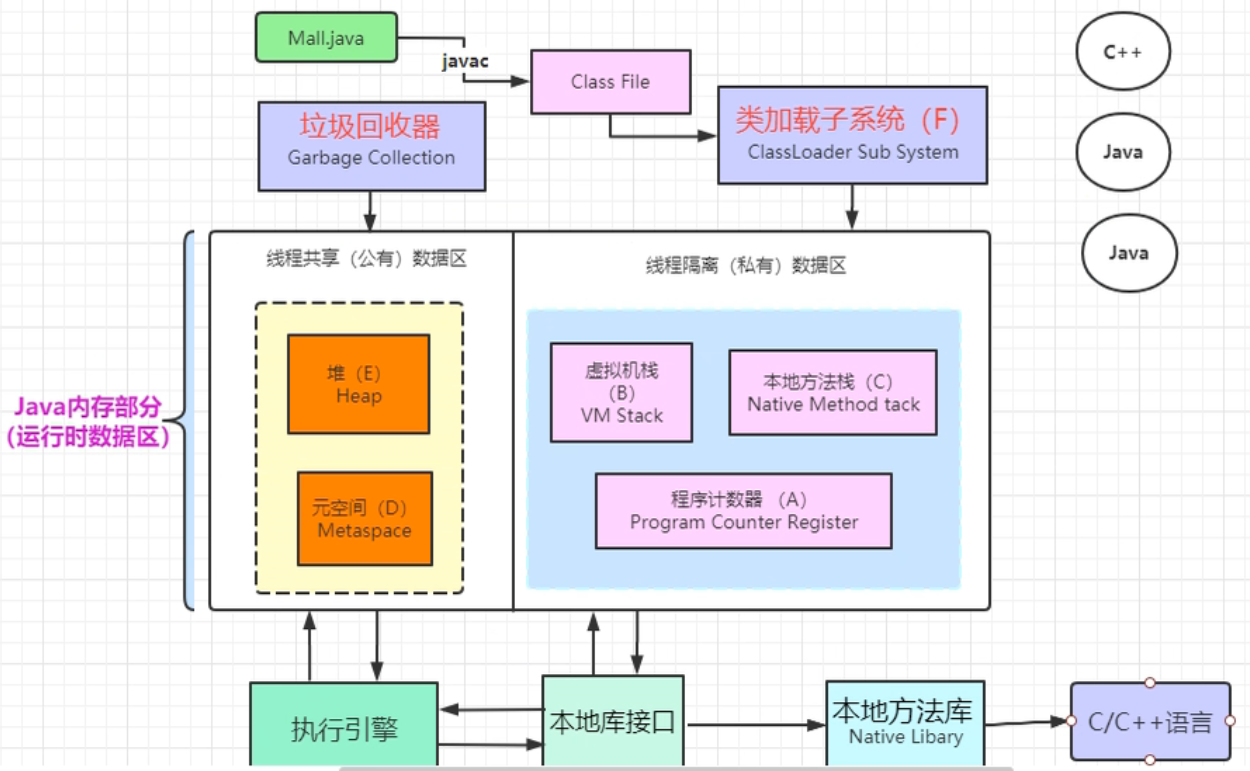 Mall.java
javac
Class File
C++
垃圾回收器
Garbage Collection
类加载子系统（F）
ClassLoader Sub System
Java
Java
线程共享（公有）数据区
线程隔离（私有）数据区
堆（E）
Heap
虚拟机栈
（B）
VM Stack
本地方法栈（C）
Native Method tack
Java内存部分
(运行时数据区)
元空间（D）
Metaspace
程序计数器 （A）
Program Counter Register
执行引擎
本地库接口
本地方法库
Native Libary
C/C++语言